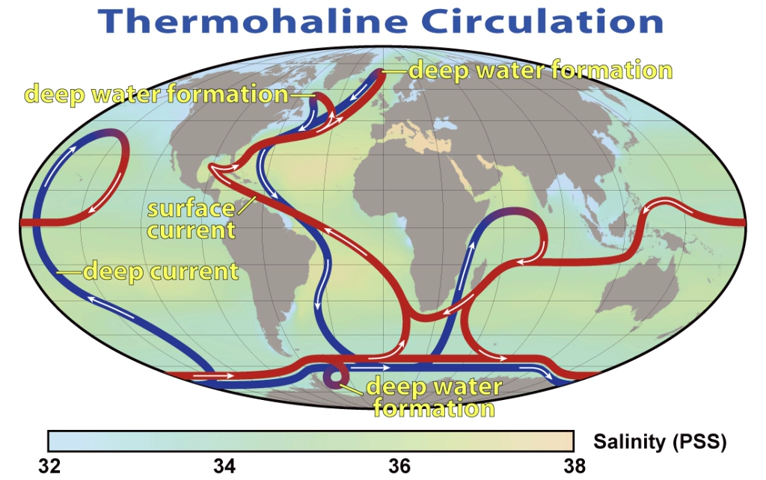 Thermohaline Circulation
deep water formation
deep water formation
surface
current
deep current
deep water
formation
Salinity (PSS)
32 34 36 38